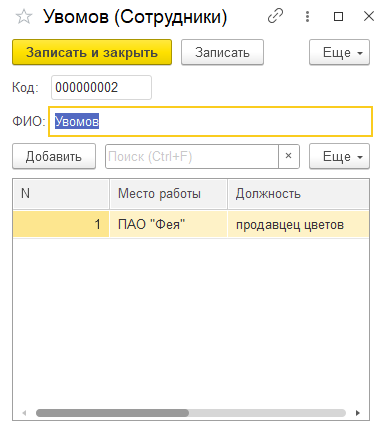 Увомов (Сотрудники)
Записать и закрыть Записать Еще
Код: 000000002
ФИО: Увомов
Добавить Поиск (Ctrl+F) × Еще
N Место работы Должность
1 ПАО "Фея" продавец цветов